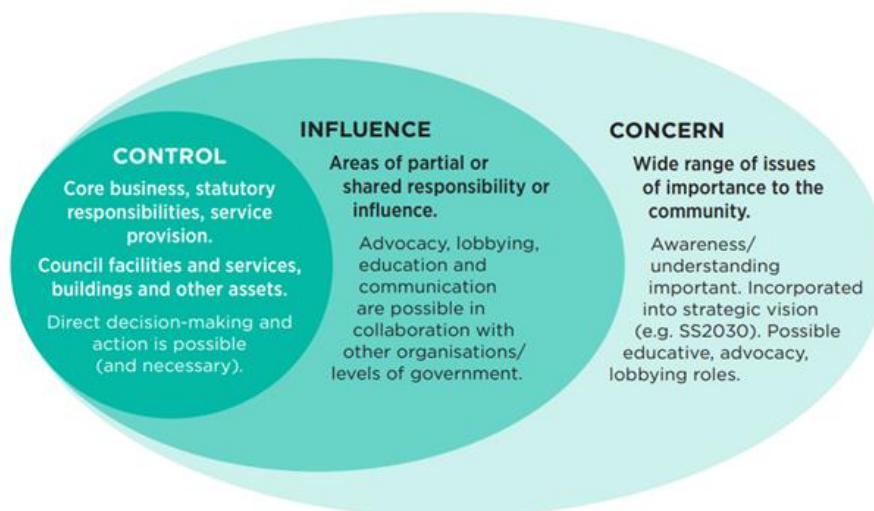 CONTROL
Core business, statutory
responsibilities, service
provision.
Council facilities and services,
buildings and other assets.
Direct decision-making and
action is possible
(and necessary).
INFLUENCE
Areas of partial or
shared responsibility or
influence.
Advocacy, lobbying,
education and
communication
are possible in
collaboration with
other organisations/
levels of government.
CONCERN
Wide range of issues
of importance to the
community.
Awareness/
understanding
important. Incorporated
into strategic vision
(e.g. SS2030). Possible
educative, advocacy,
lobbying roles.